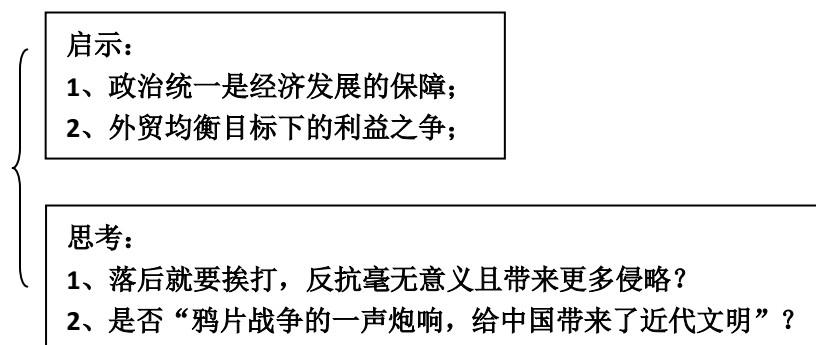 启示：
1、政治统一是经济发展的保障；
2、外贸均衡目标下的利益之争；
思考：
1、落后就要挨打，反抗毫无意义且带来更多侵略？
2、是否“鸦片战争的一声炮响，给中国带来了近代文明”？